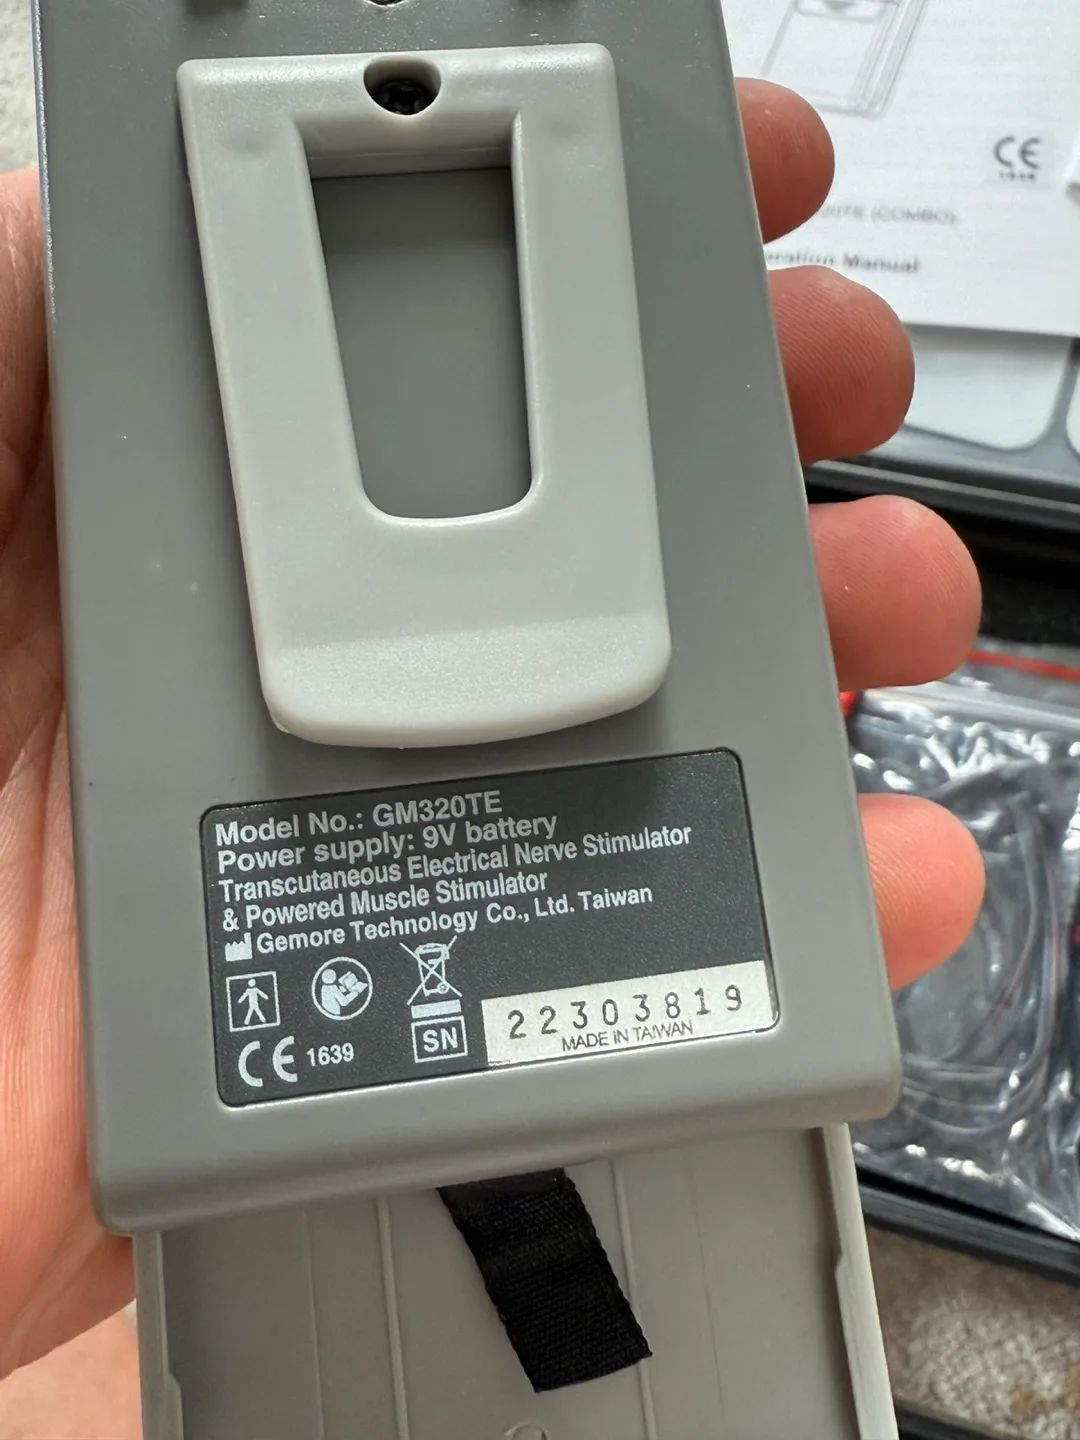 CE
(COMBO)
Operation Manual
Model No.: GM320TE
Power supply: 9V battery
Transcutaneous Electrical Nerve Stimulator
& Powered Muscle Stimulator
Gemore Technology Co., Ltd. Taiwan
CE 1639
SN
22303819
MADE IN TAIWAN